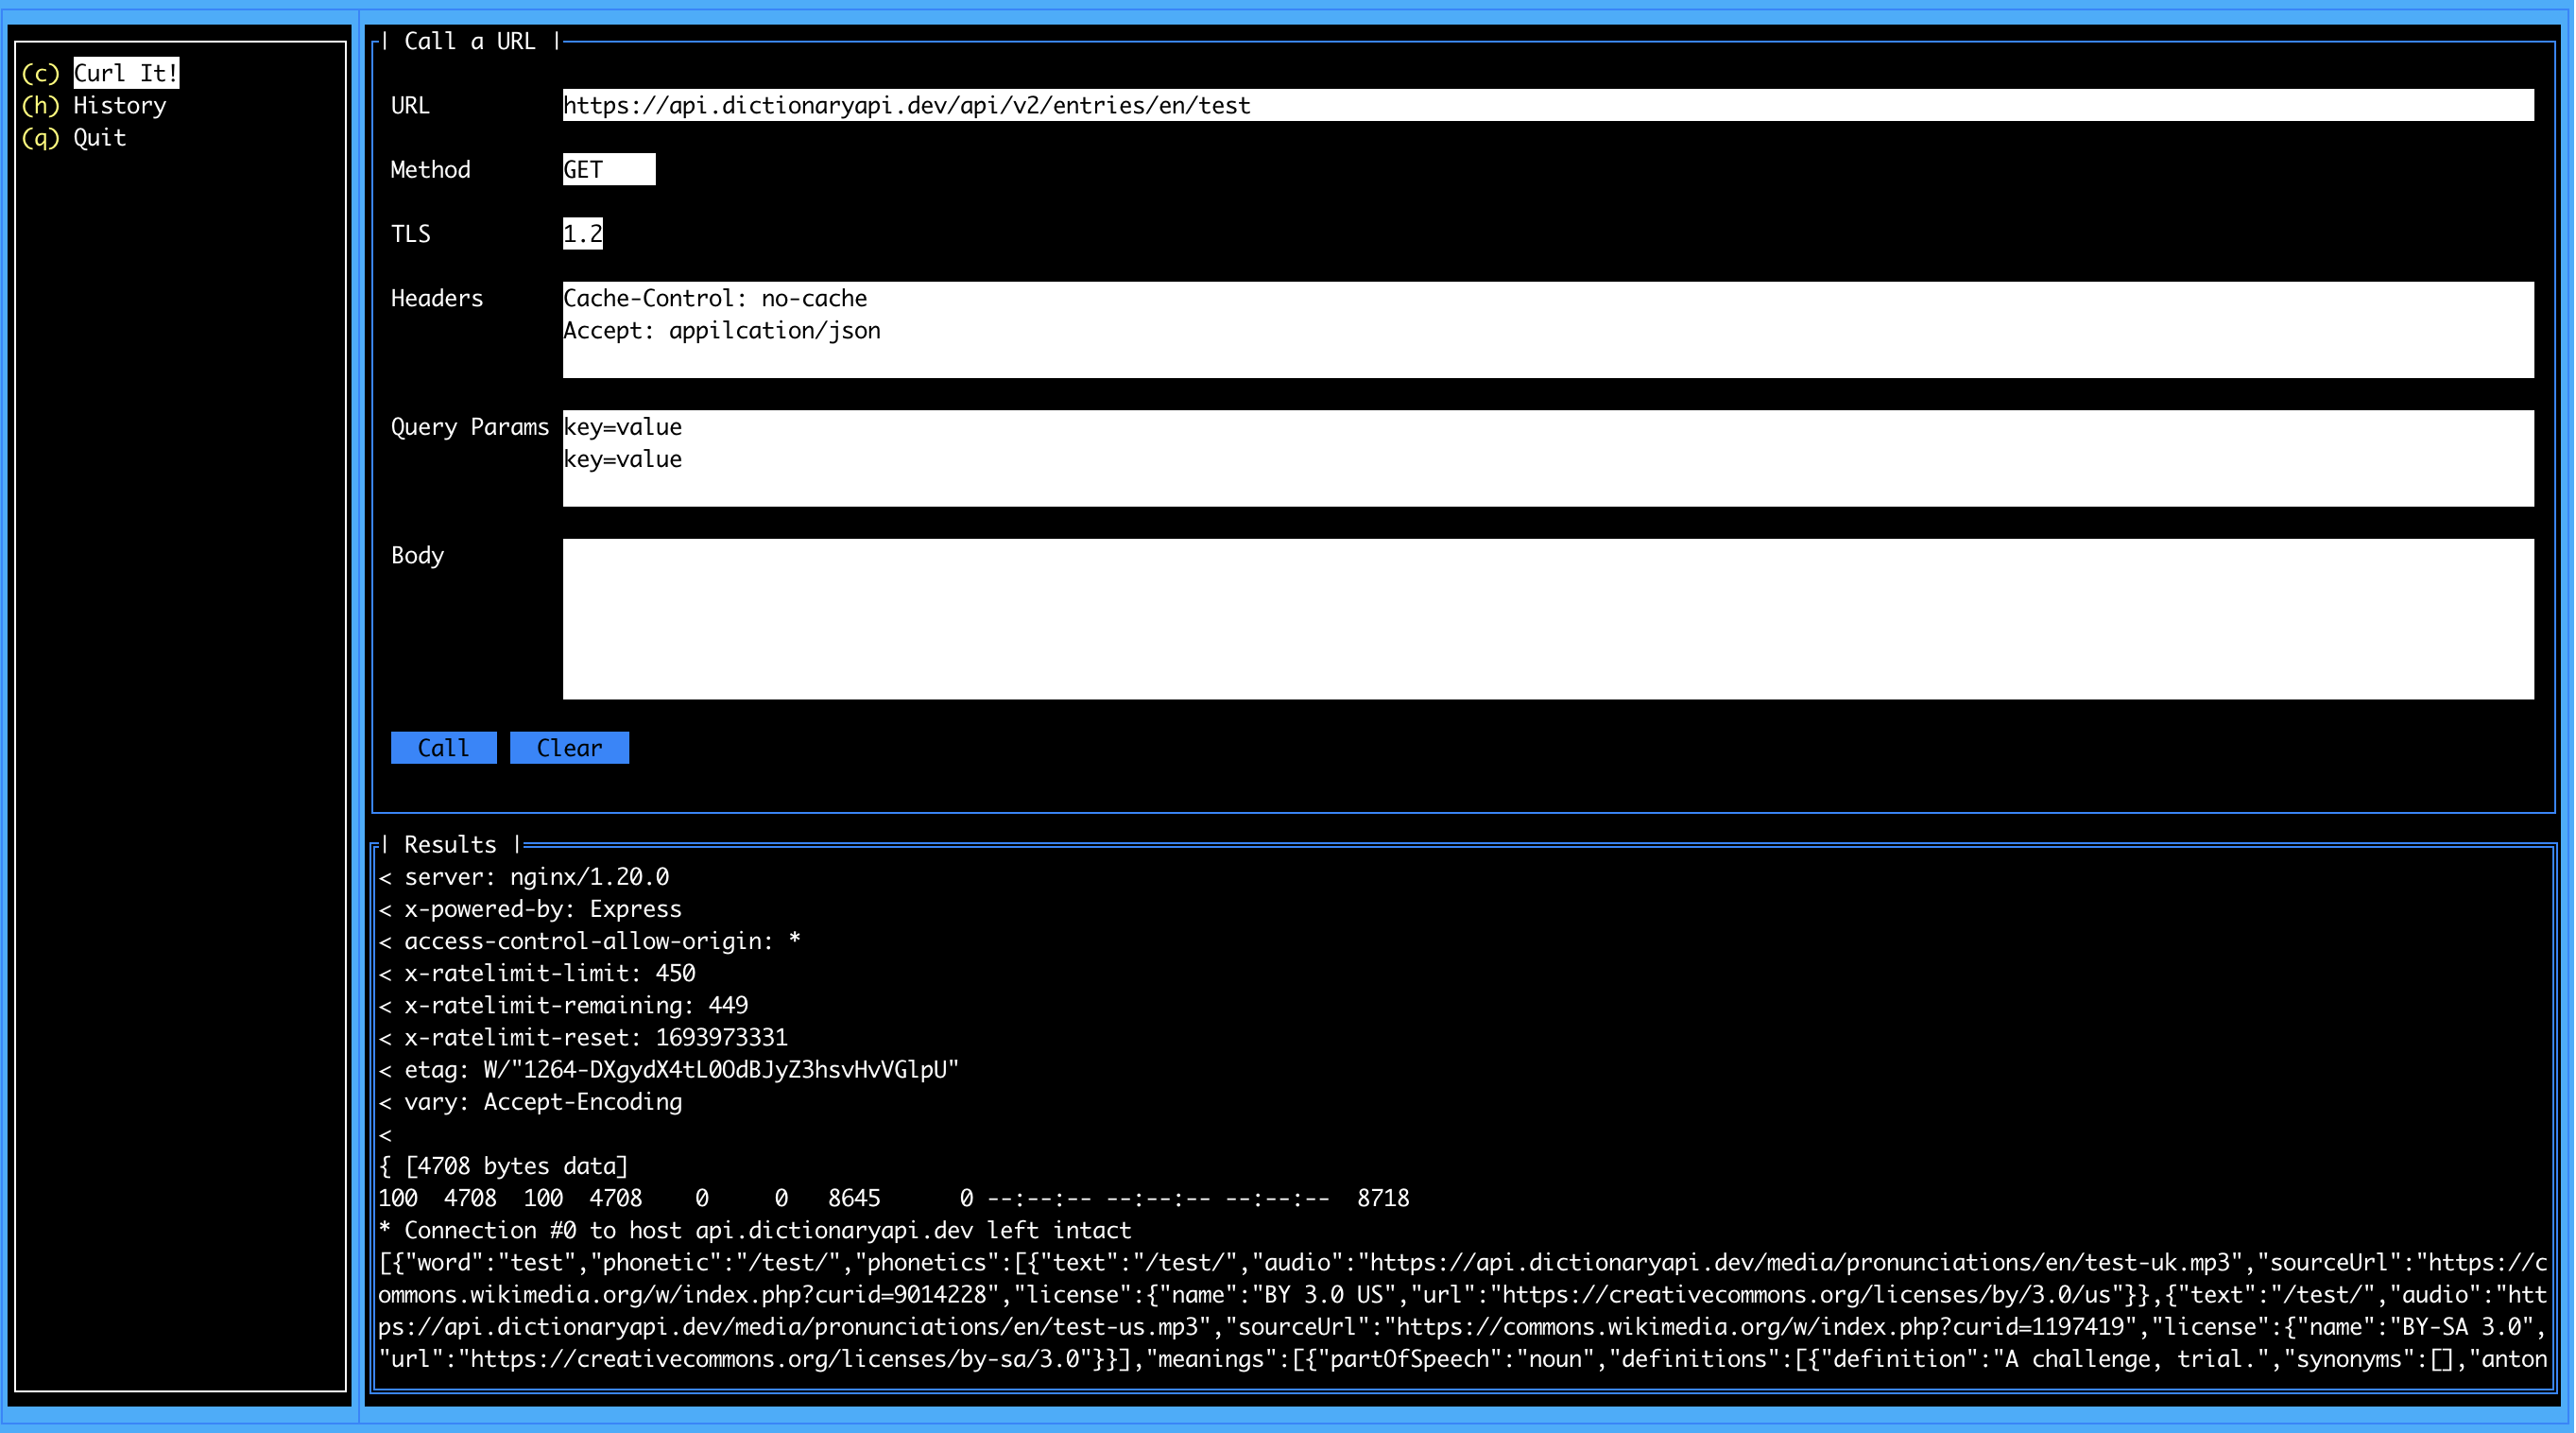 (c) Curl It!
(h) History
(q) Quit
Call a URL
URL https://api.dictionaryapi.dev/api/v2/entries/en/test
Method GET
TLS 1.2
Headers Cache-Control: no-cache
Accept: appilcation/json
Query Params key=value
key=value
Body
Call Clear
Results
< server: nginx/1.20.0
< x-powered-by: Express
< access-control-allow-origin: *
< x-ratelimit-limit: 450
< x-ratelimit-remaining: 449
< x-ratelimit-reset: 1693973331
< etag: W/"1264-DXgydX4tL0OdBJyZ3hsvHvVGlpU"
< vary: Accept-Encoding
<
{ [4708 bytes data]
100  4708  100  4708    0     0   8645      0 --:--:-- --:--:-- --:--:--  8718
* Connection #0 to host api.dictionaryapi.dev left intact
[{"word":"test","phonetic":"/test/","phonetics":[{"text":"/test/","audio":"https://api.dictionaryapi.dev/media/pronunciations/en/test-uk.mp3","sourceUrl":"https://c
ommons.wikimedia.org/w/index.php?curid=9014228","license":{"name":"BY 3.0 US","url":"https://creativecommons.org/licenses/by/3.0/us"}},{"text":"/test/","audio":"htt
ps://api.dictionaryapi.dev/media/pronunciations/en/test-us.mp3","sourceUrl":"https://commons.wikimedia.org/w/index.php?curid=1197419","license":{"name":"BY-SA 3.0",
"url":"https://creativecommons.org/licenses/by-sa/3.0"}}],"meanings":[{"partOfSpeech":"noun","definitions":[{"definition":"A challenge, trial.","synonyms":[],"anton